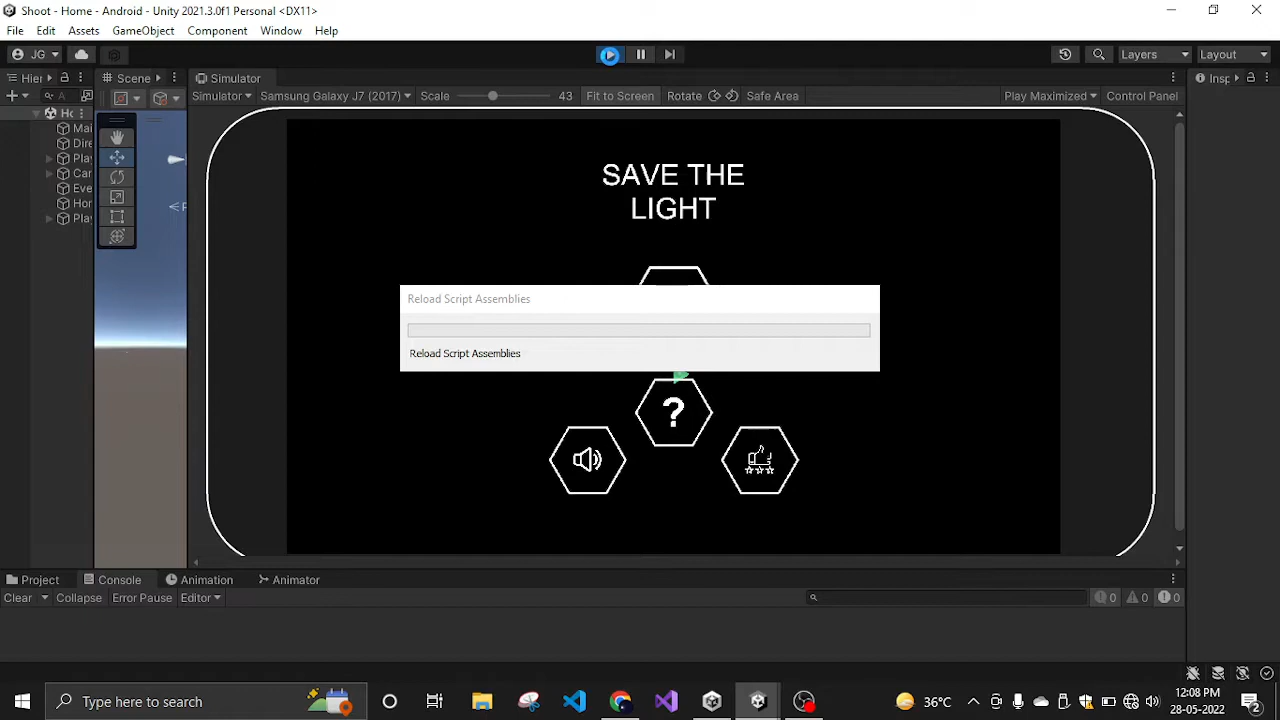 Shoot - Home - Android - Unity 2021.3.0f1 Personal <DX11>
File Edit Assets GameObject Component Window Help
JG Layers Layout
Hier Scene Simulator Insp
A Simulator Samsung Galaxy J7 (2017) Scale 43 Fit to Screen Rotate Safe Area Play Maximized Control Panel
SAVE THE
LIGHT
Reload Script Assemblies
Reload Script Assemblies
?
Project Console Animation Animator
Clear Collapse Error Pause Editor 0 0 0
Type here to search
36°C
12:08 PM
28-05-2022
2